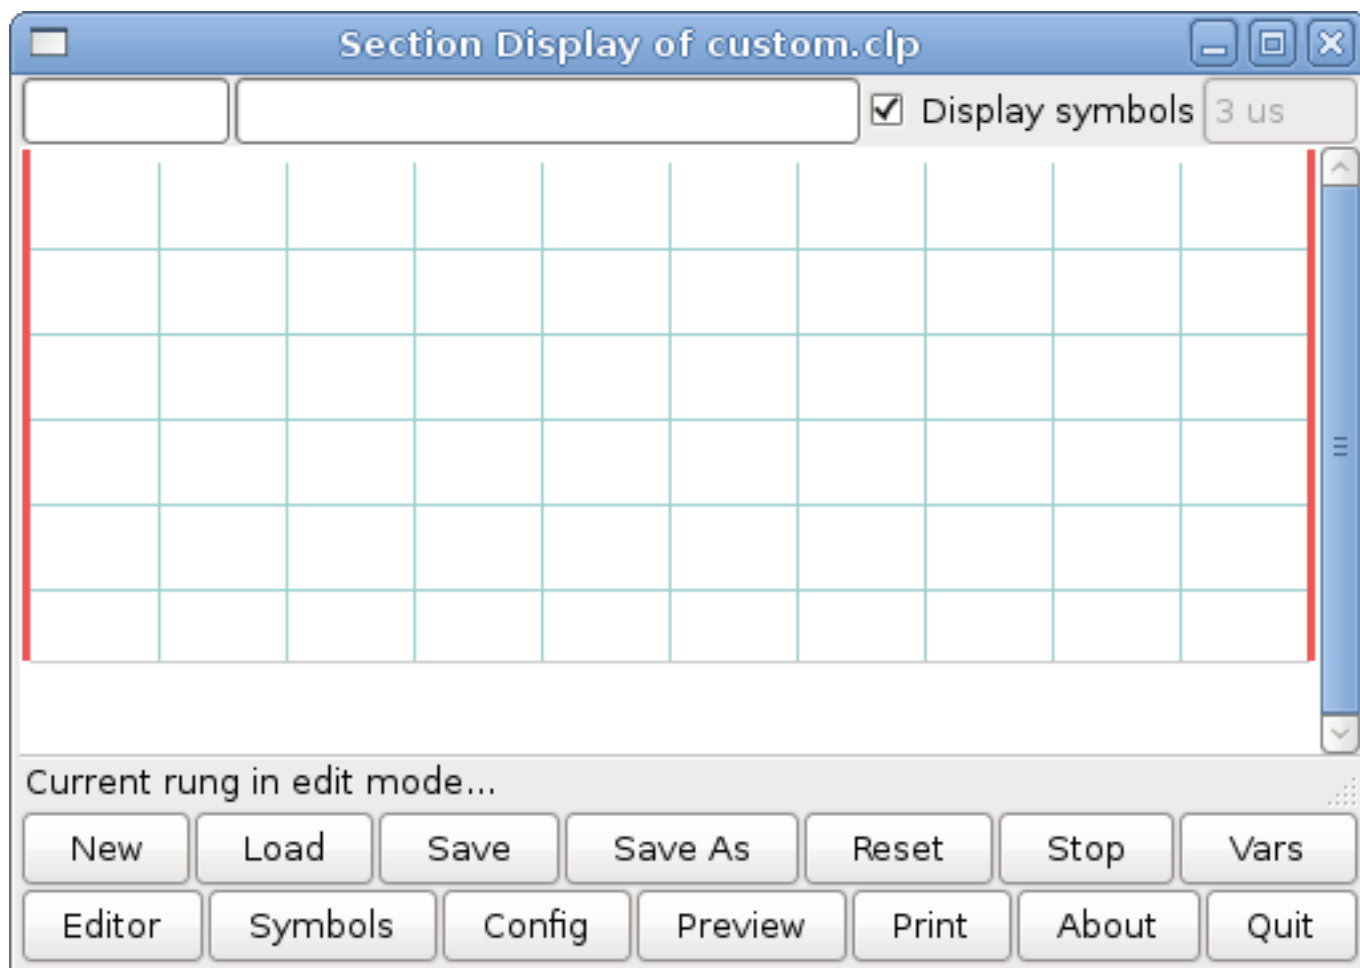 Section Display of custom.clp
Display symbols 3 us
Current rung in edit mode...
New Load Save Save As Reset Stop Vars
Editor Symbols Config Preview Print About Quit